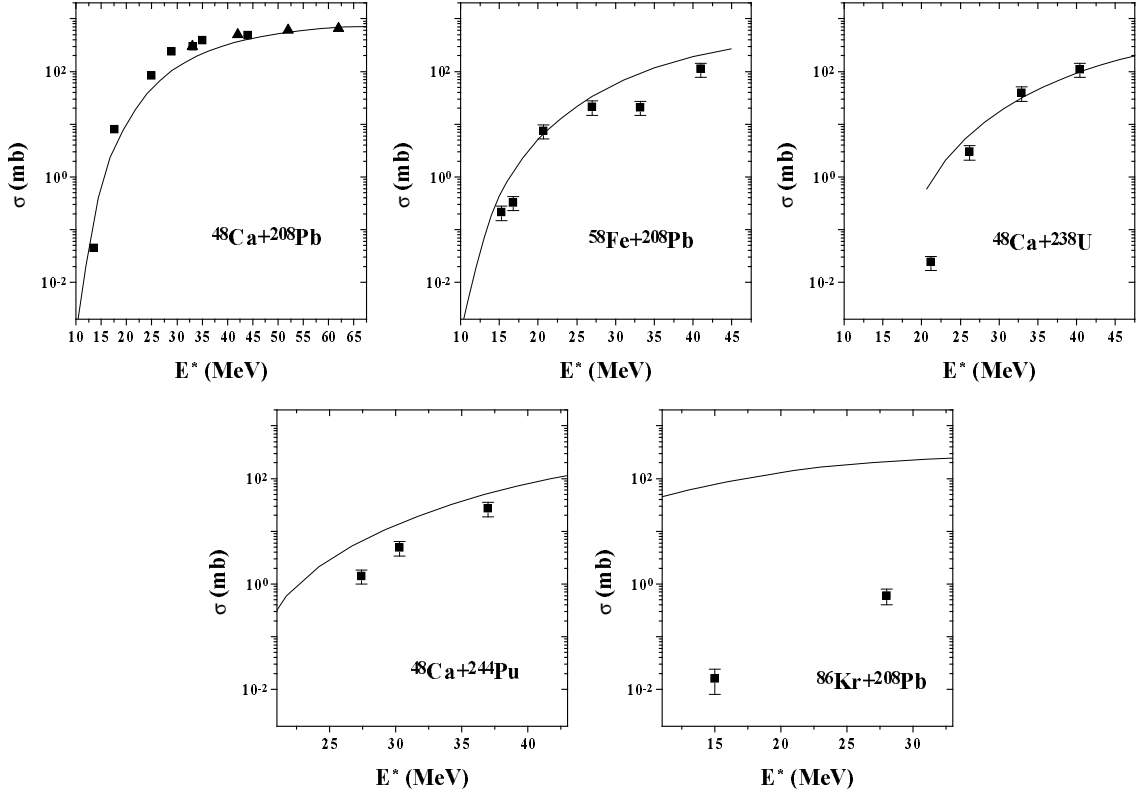 σ (mb)
10²
10⁰
10⁻²
⁴⁸Ca+²⁰⁸Pb
10 15 20 25 30 35 40 45 50 55 60 65
E* (MeV)
σ (mb)
10²
10⁰
10⁻²
⁵⁸Fe+²⁰⁸Pb
10 15 20 25 30 35 40 45
E* (MeV)
σ (mb)
10²
10⁰
10⁻²
⁴⁸Ca+²³⁸U
10 15 20 25 30 35 40 45
E* (MeV)
σ (mb)
10²
10⁰
10⁻²
⁴⁸Ca+²⁴⁴Pu
25 30 35 40
E* (MeV)
σ (mb)
10²
10⁰
10⁻²
⁸⁶Kr+²⁰⁸Pb
15 20 25 30
E* (MeV)